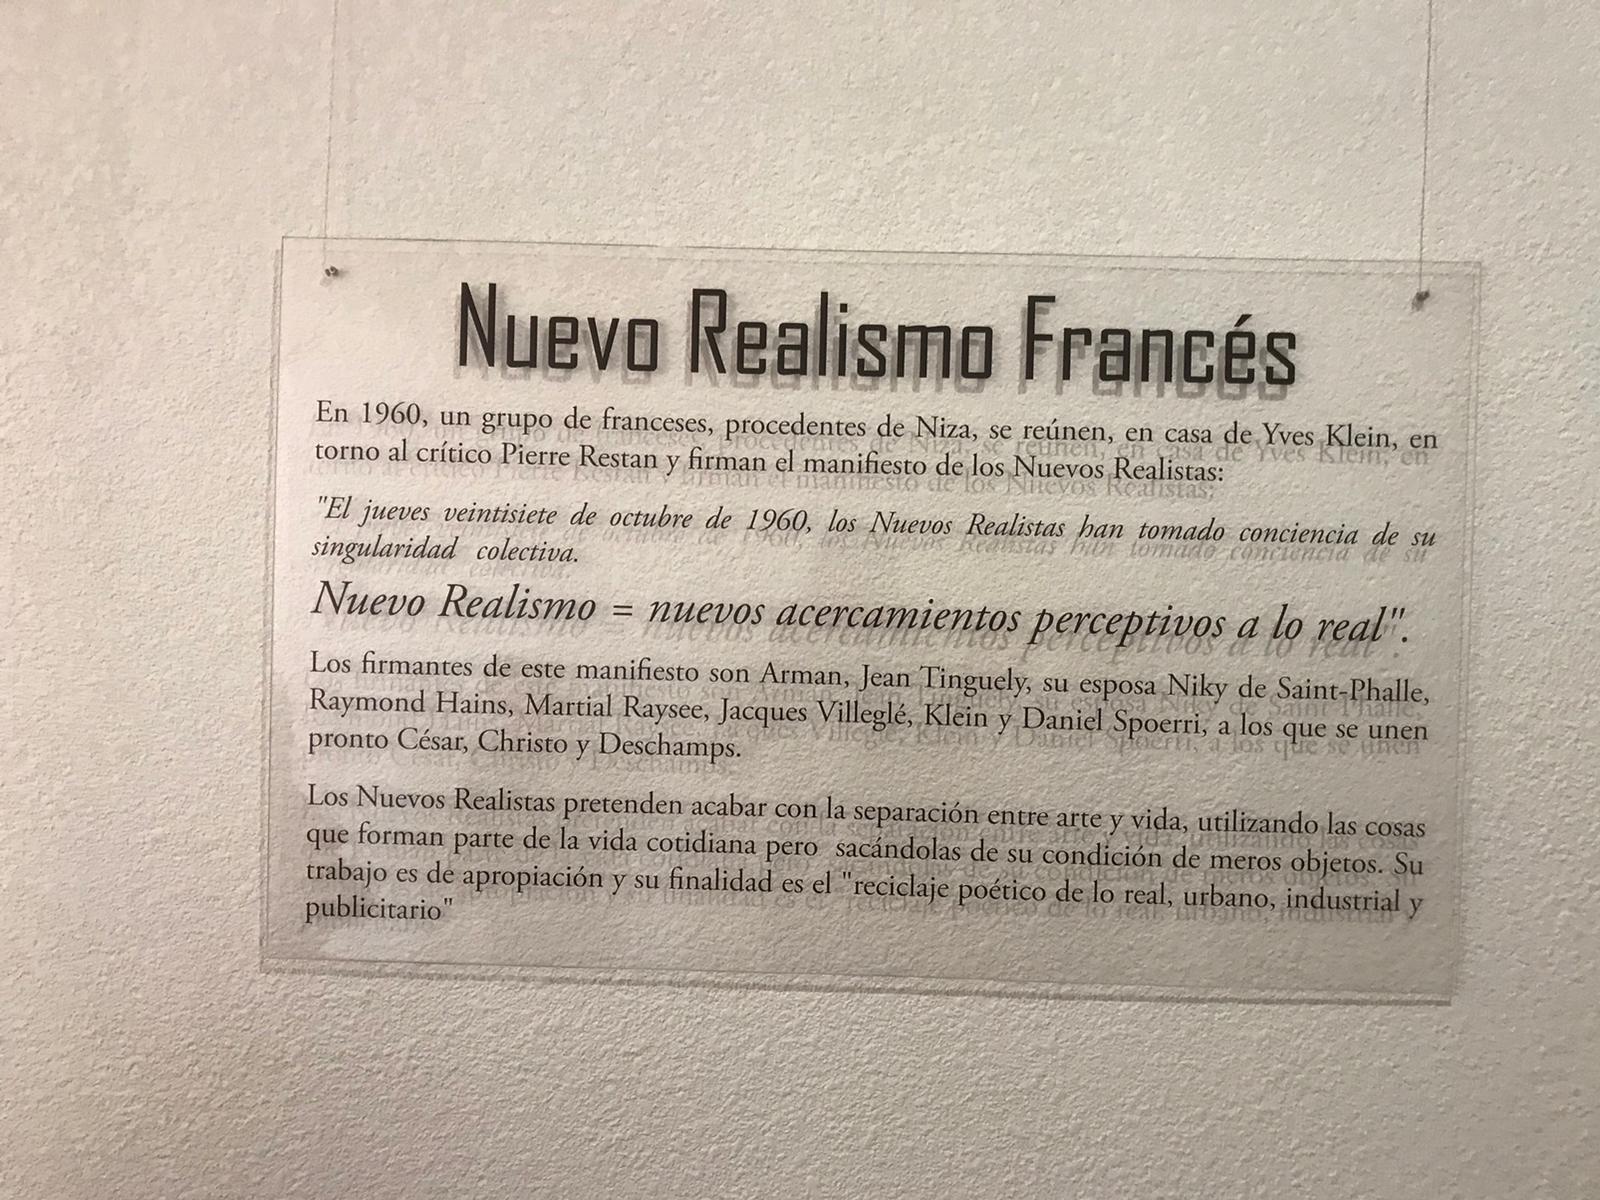 Nuevo Realismo Francés
En 1960, un grupo de franceses, procedentes de Niza, se reúnen, en casa de Yves Klein, en
torno al crítico Pierre Restan y firman el manifiesto de los Nuevos Realistas:
"El jueves veintisiete de octubre de 1960, los Nuevos Realistas han tomado conciencia de su
singularidad colectiva.
Nuevo Realismo = nuevos acercamientos perceptivos a lo real".
Los firmantes de este manifiesto son Arman, Jean Tinguely, su esposa Niky de Saint-Phalle,
Raymond Hains, Martial Raysee, Jacques Villeglé, Klein y Daniel Spoerri, a los que se unen
pronto César, Christo y Deschamps.
Los Nuevos Realistas pretenden acabar con la separación entre arte y vida, utilizando las cosas
que forman parte de la vida cotidiana pero sacándolas de su condición de meros objetos. Su
trabajo es de apropiación y su finalidad es el "reciclaje poético de lo real, urbano, industrial y
publicitario"